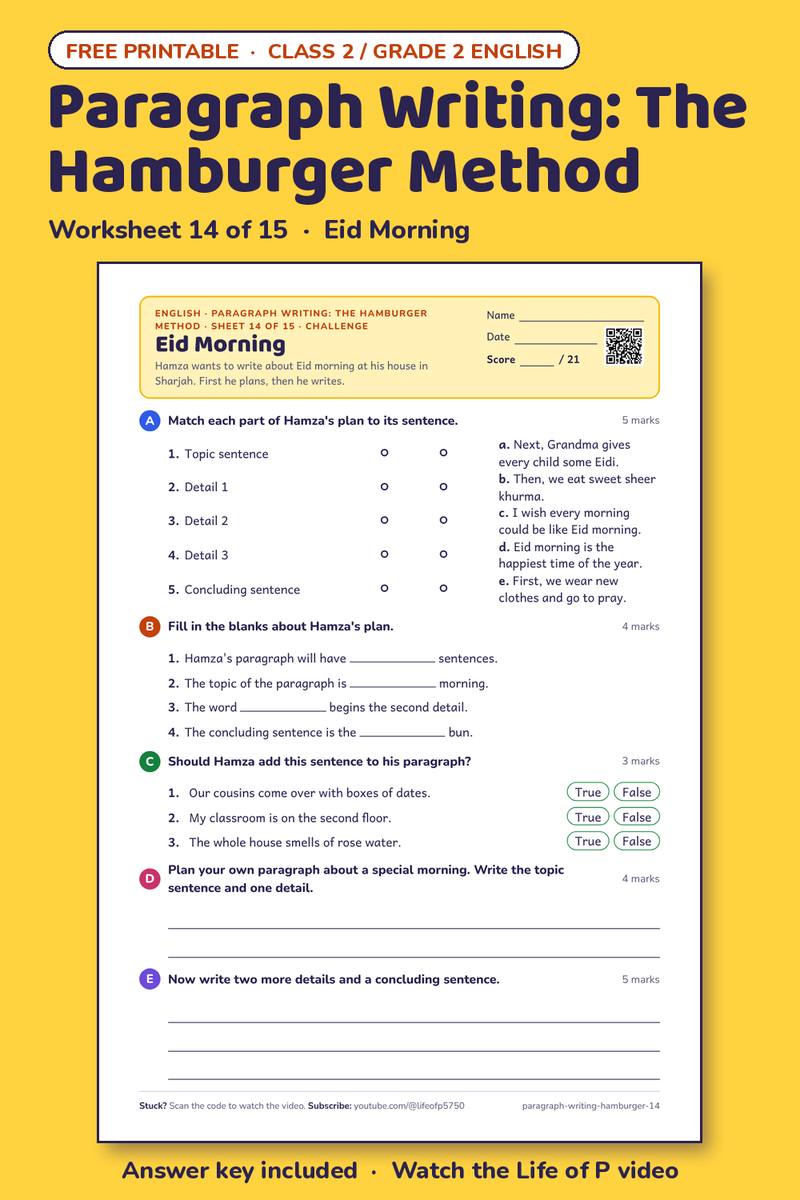 FREE PRINTABLE · CLASS 2 / GRADE 2 ENGLISH
Paragraph Writing: The
Hamburger Method
Worksheet 14 of 15 · Eid Morning
ENGLISH · PARAGRAPH WRITING: THE HAMBURGER
METHOD · SHEET 14 OF 15 · CHALLENGE
Eid Morning
Hamza wants to write about Eid morning at his house in
Sharjah. First he plans, then he writes.
Name
Date
Score / 21
A Match each part of Hamza's plan to its sentence. 5 marks
1. Topic sentence
2. Detail 1
3. Detail 2
4. Detail 3
5. Concluding sentence
a. Next, Grandma gives
every child some Eidi.
b. Then, we eat sweet sheer
khurma.
c. I wish every morning
could be like Eid morning.
d. Eid morning is the
happiest time of the year.
e. First, we wear new
clothes and go to pray.
B Fill in the blanks about Hamza's plan. 4 marks
1. Hamza's paragraph will have ____________ sentences.
2. The topic of the paragraph is ____________ morning.
3. The word ____________ begins the second detail.
4. The concluding sentence is the ____________ bun.
C Should Hamza add this sentence to his paragraph? 3 marks
1. Our cousins come over with boxes of dates. True False
2. My classroom is on the second floor. True False
3. The whole house smells of rose water. True False
D Plan your own paragraph about a special morning. Write the topic
sentence and one detail. 4 marks
E Now write two more details and a concluding sentence. 5 marks
Stuck? Scan the code to watch the video. Subscribe: youtube.com/@lifeofp5750 paragraph-writing-hamburger-14
Answer key included · Watch the Life of P video